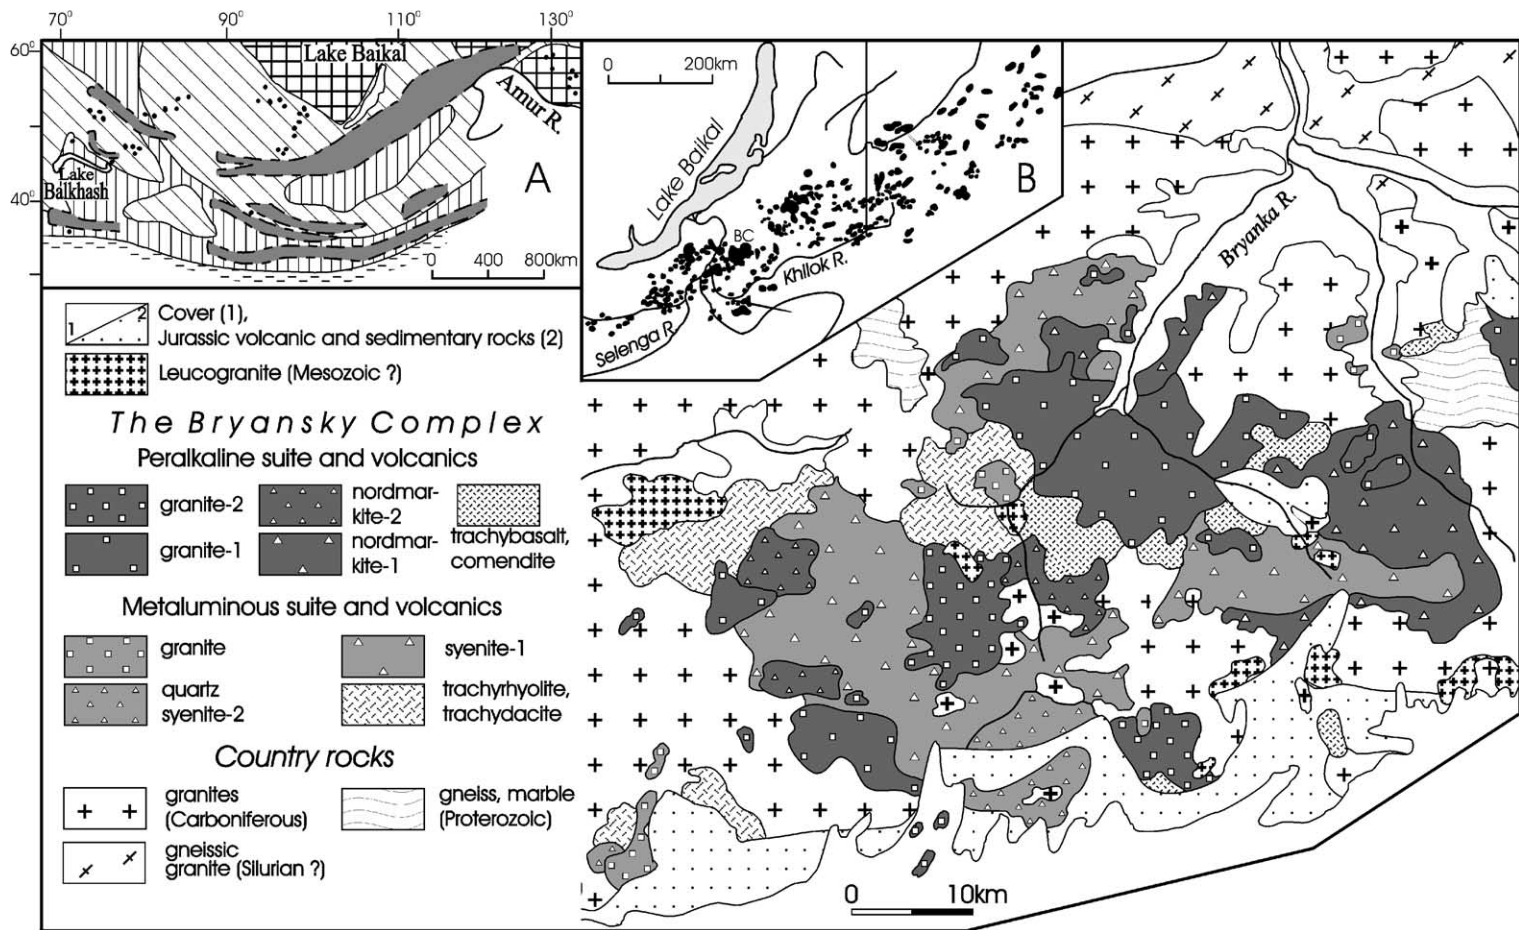 70° 90° 110° 130°
60°
40°
Lake Baikal
Amur R.
Lake
Balkhash
A
0 400 800km
0 200km
Lake Baikal
B
BC
Khilok R.
Selenga R.
Bryanka R.
1 2 Cover (1),
Jurassic volcanic and sedimentary rocks (2)
Leucogranite (Mesozoic ?)
The Bryansky Complex
Peralkaline suite and volcanics
granite-2
nordmar-
kite-2
granite-1
nordmar-
kite-1
trachybasalt,
comendite
Metaluminous suite and volcanics
granite
syenite-1
quartz
syenite-2
trachyrhyolite,
trachydacite
Country rocks
granites
(Carboniferous)
gneiss, marble
(Proterozoic)
gneissic
granite (Silurian ?)
0 10km